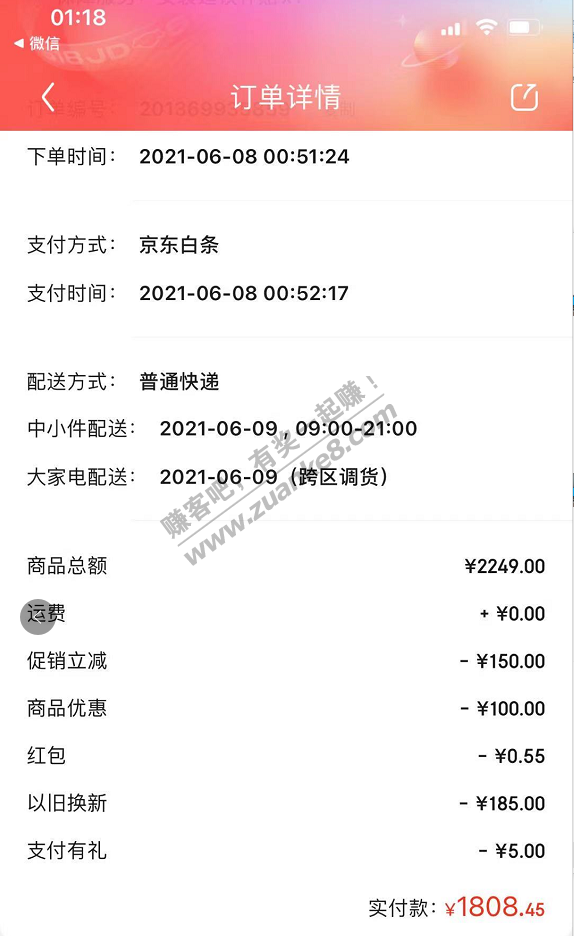 01:18
微信
订单详情
下单时间： 2021-06-08 00:51:24
支付方式： 京东白条
支付时间： 2021-06-08 00:52:17
配送方式： 普通快递
中小件配送： 2021-06-09 , 09:00-21:00
大家电配送： 2021-06-09（跨区调货）
赚客吧，有奖一起赚！
www.zuanke8.com
商品总额 ¥2249.00
运费 + ¥0.00
促销立减 - ¥150.00
商品优惠 - ¥100.00
红包 - ¥0.55
以旧换新 - ¥185.00
支付有礼 - ¥5.00
实付款： ¥1808.45